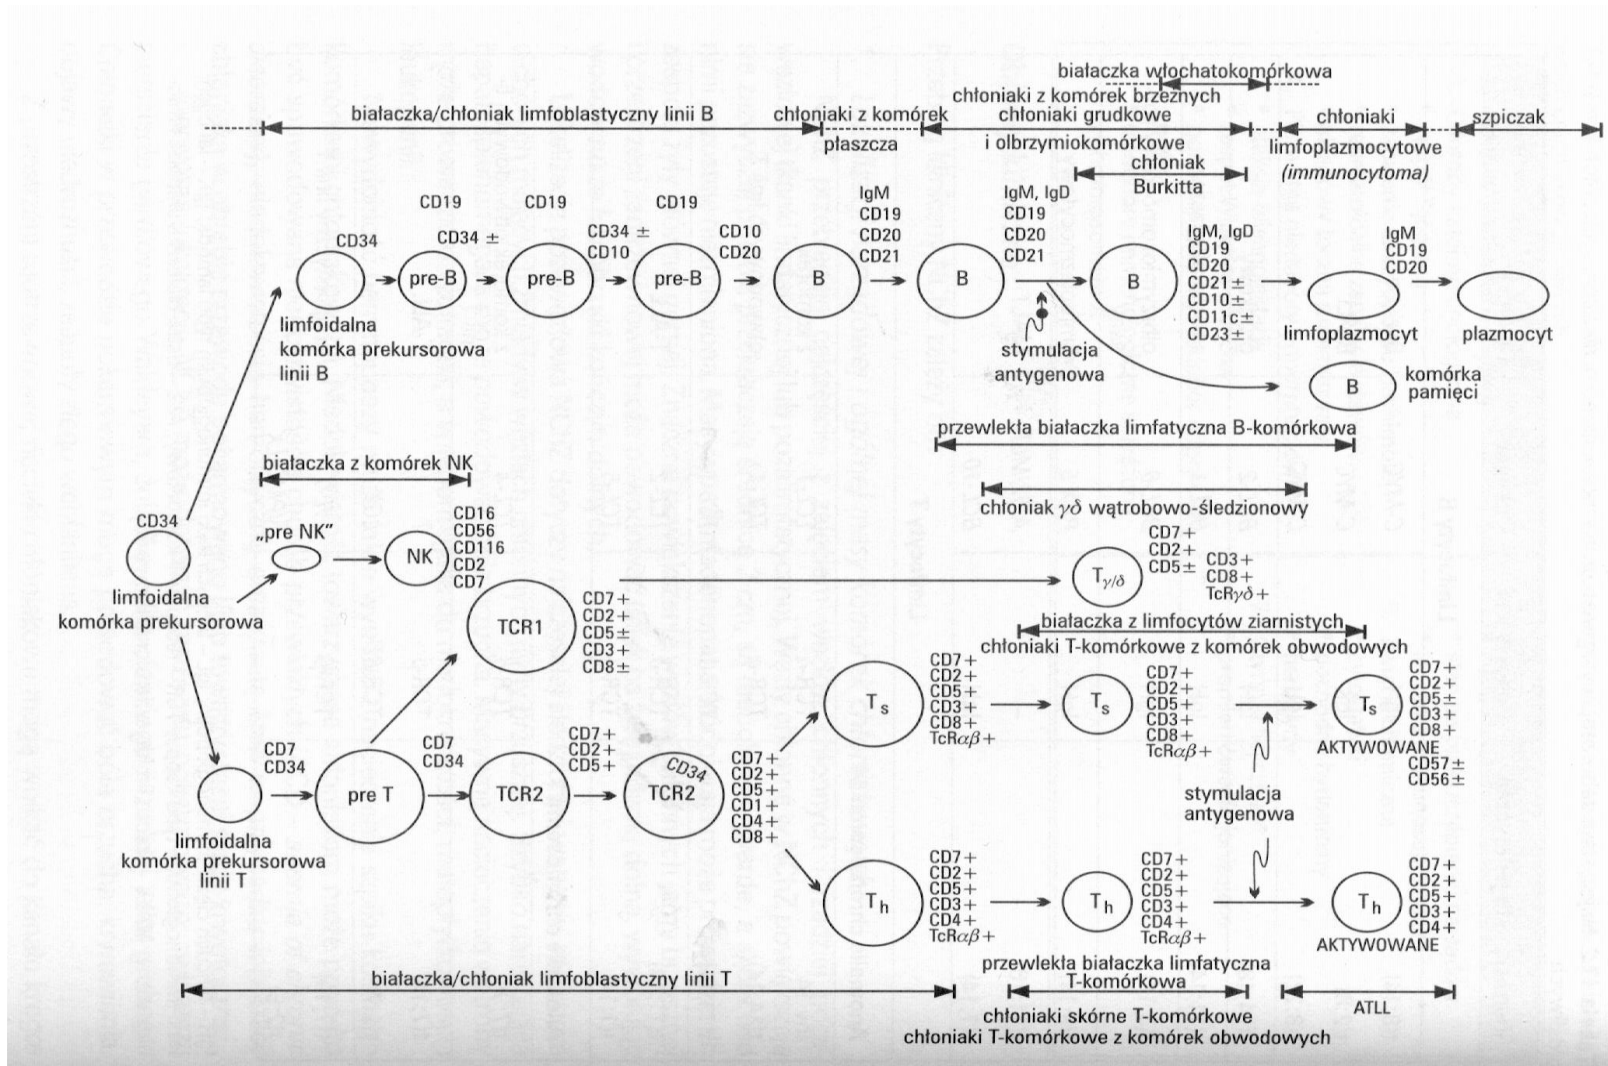 białaczka włochatokomórkowa
chłoniaki z komórek brzeżnych
białaczka/chłoniak limfoblastyczny linii B
chłoniaki z komórek
płaszcza
chłoniaki grudkowe
i olbrzymiokomórkowe
chłoniak
Burkitta
chłoniaki
limfoplazmocytowe
(immunocytoma)
szpiczak
CD34
CD19
CD34 ±
CD19
CD34 ±
CD10
CD19
CD10
CD20
IgM
CD19
CD20
CD21
IgM, IgD
CD19
CD20
CD21
IgM, IgD
CD19
CD20
CD21±
CD10±
CD11c±
CD23±
IgM
CD19
CD20
pre-B
pre-B
pre-B
B
B
B
limfoidalna
komórka prekursorowa
linii B
stymulacja
antygenowa
limfoplazmocyt
plazmocyt
B
komórka
pamięci
przewlekła białaczka limfatyczna B-komórkowa
białaczka z komórek NK
chłoniak γδ wątrobowo-śledzionowy
CD34
limfoidalna
komórka prekursorowa
„pre NK”
NK
CD16
CD56
CD116
CD2
CD7
TCR1
CD7+
CD2+
CD5±
CD3+
CD8±
Tγ/δ
CD7+
CD2+
CD5±
CD3+
CD8+
TcRγδ+
białaczka z limfocytów ziarnistych
chłoniaki T-komórkowe z komórek obwodowych
CD7
CD34
limfoidalna
komórka prekursorowa
linii T
pre T
CD7
CD34
TCR2
CD7+
CD2+
CD5+
CD34
TCR2
CD7+
CD2+
CD5+
CD1+
CD4+
CD8+
Ts
CD7+
CD2+
CD5+
CD3+
CD8+
TcRαβ+
Ts
CD7+
CD2+
CD5+
CD3+
CD8+
TcRαβ+
Ts
AKTYWOWANE
CD7+
CD2+
CD5±
CD3+
CD8+
CD57±
CD56±
stymulacja
antygenowa
Th
CD7+
CD2+
CD5+
CD3+
CD4+
TcRαβ+
Th
CD7+
CD2+
CD5+
CD3+
CD4+
TcRαβ+
Th
AKTYWOWANE
CD7+
CD2+
CD5+
CD3+
CD4+
białaczka/chłoniak limfoblastyczny linii T
przewlekła białaczka limfatyczna
T-komórkowa
chłoniaki skórne T-komórkowe
chłoniaki T-komórkowe z komórek obwodowych
ATLL